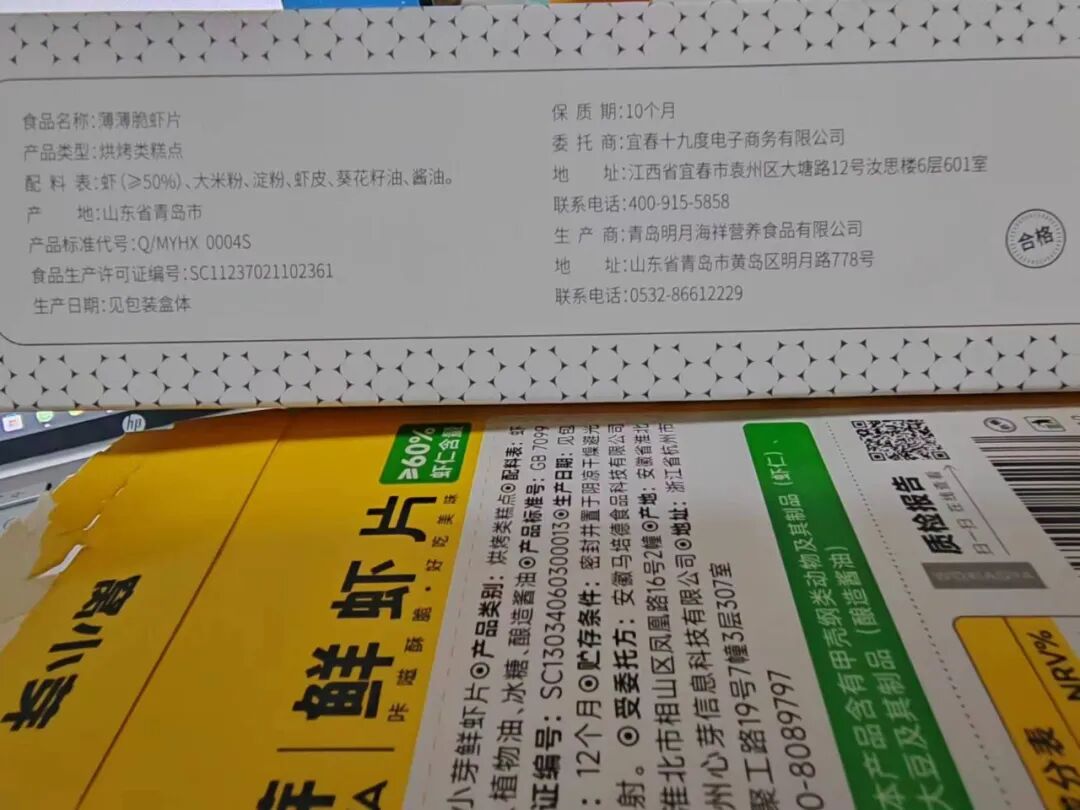 食品名称:薄薄脆虾片
产品类型:烘烤类糕点
配 料 表:虾(≥50%)、大米粉、淀粉、虾皮、葵花籽油、酱油。
产 地:山东省青岛市
产品标准代号:Q/MYHX 0004S
食品生产许可证编号:SC11237021102361
生产日期:见包装盒体
保 质 期:10个月
委 托 商:宜春十九度电子商务有限公司
地 址:江西省宜春市袁州区大塘路12号汝思楼6层601室
联系电话:400-915-5858
生 产 商:青岛明月海祥营养食品有限公司
地 址:山东省青岛市黄岛区明月路778号
联系电话:0532-86612229
合格
hp
≥60%
虾仁含量
鲜虾片
咔嗞酥脆·好吃美味
小芽鲜虾片⊙产品类别:烘烤类糕点⊙配料表:虾
植物油、冰糖、酿造酱油⊙产品标准号:GB 7099
证编号:SC13034060300013⊙生产日期:见包
:12个月⊙贮存条件:密封并置于阴凉干燥避光
射。⊙受委托方:安徽马培德食品科技有限公司
淮北市相山区凤凰路16号2幢⊙产地:安徽省淮北
州心芽信息科技有限公司⊙地址:浙江省杭州市
聚工路19号7幢3层307室
0-8089797
本产品含有甲壳纲类动物及其制品(虾仁)、
大豆及其制品(酿造酱油)
质检报告
一日一日在线查看
分表
NRV%